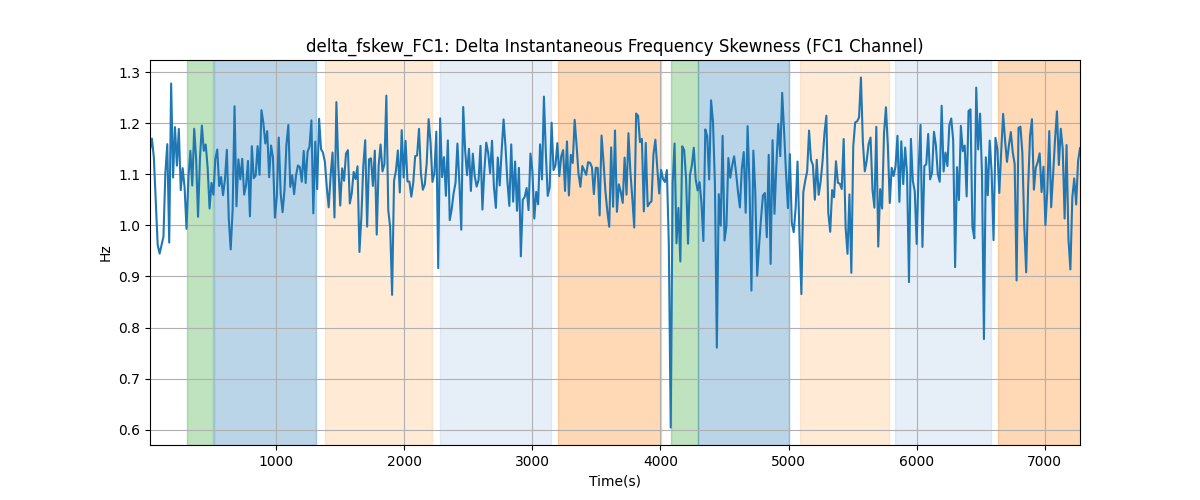 delta_fskew_FC1: Delta Instantaneous Frequency Skewness (FC1 Channel)
1.3
1.2
1.1
1.0
0.9
0.8
0.7
0.6
Hz
1000 2000 3000 4000 5000 6000 7000
Time(s)